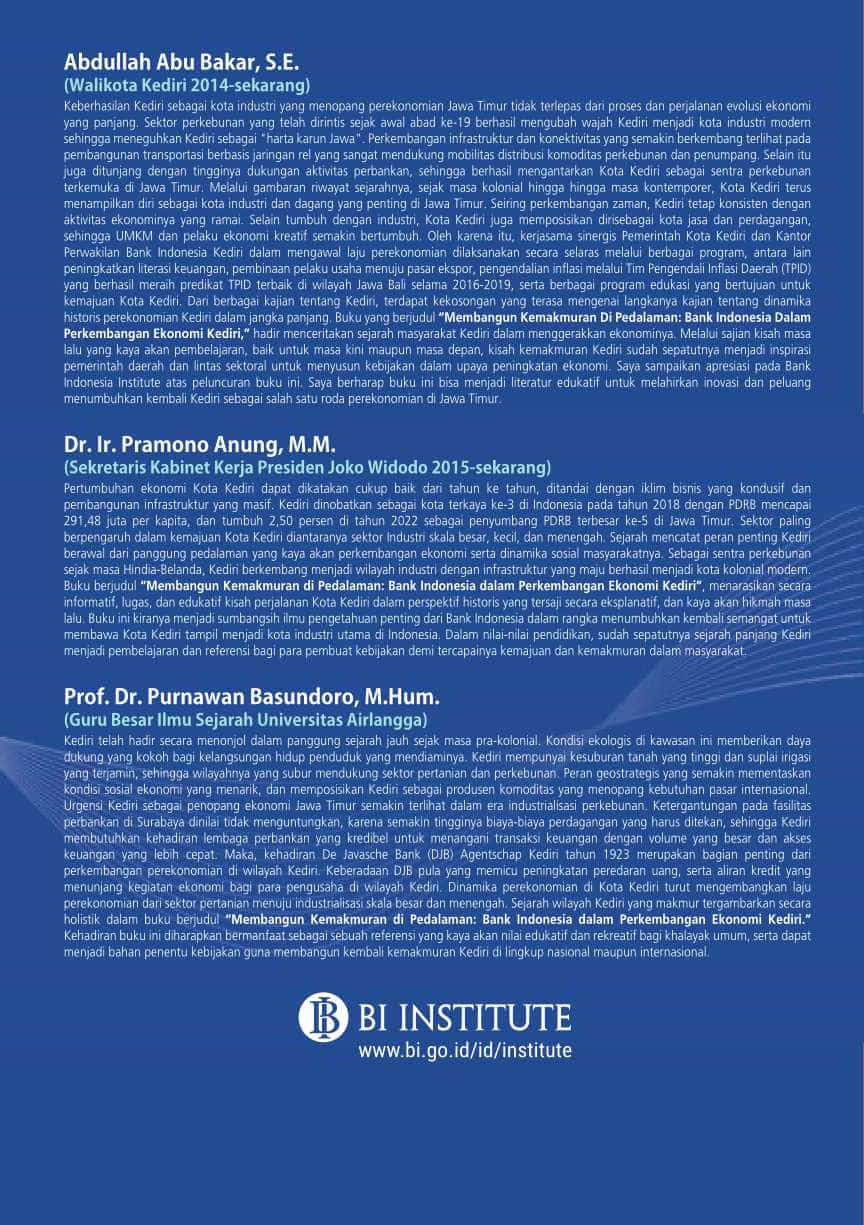 Abdullah Abu Bakar, S.E.
(Walikota Kediri 2014-sekarang)
Keberhasilan Kediri sebagai kota industri yang menopang perekonomian Jawa Timur tidak terlepas dari proses dan perjalanan evolusi ekonomi
yang panjang. Sektor perkebunan yang telah dirintis sejak awal abad ke-19 berhasil mengubah wajah Kediri menjadi kota industri modern
sehingga meneguhkan Kediri sebagai "harta karun Jawa". Perkembangan infrastruktur dan konektivitas yang semakin berkembang terlihat pada
pembangunan transportasi berbasis jaringan rel yang sangat mendukung mobilitas distribusi komoditas perkebunan dan penumpang. Selain itu
juga ditunjang dengan tingginya dukungan aktivitas perbankan, sehingga berhasil mengantarkan Kota Kediri sebagai sentra perkebunan
terkemuka di Jawa Timur. Melalui gambaran riwayat sejarahnya, sejak masa kolonial hingga hingga masa kontemporer, Kota Kediri terus
menampilkan diri sebagai kota industri dan dagang yang penting di Jawa Timur. Seiring perkembangan zaman, Kediri tetap konsisten dengan
aktivitas ekonominya yang ramai. Selain tumbuh dengan industri, Kota Kediri juga memposisikan dirisebagai kota jasa dan perdagangan,
sehingga UMKM dan pelaku ekonomi kreatif semakin bertumbuh. Oleh karena itu, kerjasama sinergis Pemerintah Kota Kediri dan Kantor
Perwakilan Bank Indonesia Kediri dalam mengawal laju perekonomian dilaksanakan secara selaras melalui berbagai program, antara lain
peningkatkan literasi keuangan, pembinaan pelaku usaha menuju pasar ekspor, pengendalian inflasi melalui Tim Pengendali Inflasi Daerah (TPID)
yang berhasil meraih predikat TPID terbaik di wilayah Jawa Bali selama 2016-2019, serta berbagai program edukasi yang bertujuan untuk
kemajuan Kota Kediri. Dari berbagai kajian tentang Kediri, terdapat kekosongan yang terasa mengenai langkanya kajian tentang dinamika
historis perekonomian Kediri dalam jangka panjang. Buku yang berjudul “Membangun Kemakmuran Di Pedalaman: Bank Indonesia Dalam
Perkembangan Ekonomi Kediri,” hadir menceritakan sejarah masyarakat Kediri dalam menggerakkan ekonominya. Melalui sajian kisah masa
lalu yang kaya akan pembelajaran, baik untuk masa kini maupun masa depan, kisah kemakmuran Kediri sudah sepatutnya menjadi inspirasi
pemerintah daerah dan lintas sektoral untuk menyusun kebijakan dalam upaya peningkatan ekonomi. Saya sampaikan apresiasi pada Bank
Indonesia Institute atas peluncuran buku ini. Saya berharap buku ini bisa menjadi literatur edukatif untuk melahirkan inovasi dan peluang
menumbuhkan kembali Kediri sebagai salah satu roda perekonomian di Jawa Timur.
Dr. Ir. Pramono Anung, M.M.
(Sekretaris Kabinet Kerja Presiden Joko Widodo 2015-sekarang)
Pertumbuhan ekonomi Kota Kediri dapat dikatakan cukup baik dari tahun ke tahun, ditandai dengan iklim bisnis yang kondusif dan
pembangunan infrastruktur yang masif. Kediri dinobatkan sebagai kota terkaya ke-3 di Indonesia pada tahun 2018 dengan PDRB mencapai
291,48 juta per kapita, dan tumbuh 2,50 persen di tahun 2022 sebagai penyumbang PDRB terbesar ke-5 di Jawa Timur. Sektor paling
berpengaruh dalam kemajuan Kota Kediri diantaranya sektor Industri skala besar, kecil, dan menengah. Sejarah mencatat peran penting Kediri
berawal dari panggung pedalaman yang kaya akan perkembangan ekonomi serta dinamika sosial masyarakatnya. Sebagai sentra perkebunan
sejak masa Hindia-Belanda, Kediri berkembang menjadi wilayah industri dengan infrastruktur yang maju berhasil menjadi kota kolonial modern.
Buku berjudul “Membangun Kemakmuran di Pedalaman: Bank Indonesia dalam Perkembangan Ekonomi Kediri”, menarasikan secara
informatif, lugas, dan edukatif kisah perjalanan Kota Kediri dalam perspektif historis yang tersaji secara eksplanatif, dan kaya akan hikmah masa
lalu. Buku ini kiranya menjadi sumbangsih ilmu pengetahuan penting dari Bank Indonesia dalam rangka menumbuhkan kembali semangat untuk
membawa Kota Kediri tampil menjadi kota industri utama di Indonesia. Dalam nilai-nilai pendidikan, sudah sepatutnya sejarah panjang Kediri
menjadi pembelajaran dan referensi bagi para pembuat kebijakan demi tercapainya kemajuan dan kemakmuran dalam masyarakat.
Prof. Dr. Purnawan Basundoro, M.Hum.
(Guru Besar Ilmu Sejarah Universitas Airlangga)
Kediri telah hadir secara menonjol dalam panggung sejarah jauh sejak masa pra-kolonial. Kondisi ekologis di kawasan ini memberikan daya
dukung yang kokoh bagi kelangsungan hidup penduduk yang mendiaminya. Kediri mempunyai kesuburan tanah yang tinggi dan suplai irigasi
yang terjamin, sehingga wilayahnya yang subur mendukung sektor pertanian dan perkebunan. Peran geostrategis yang semakin mementaskan
kondisi sosial ekonomi yang menarik, dan memposisikan Kediri sebagai produsen komoditas yang menopang kebutuhan pasar internasional.
Urgensi Kediri sebagai penopang ekonomi Jawa Timur semakin terlihat dalam era industrialisasi perkebunan. Ketergantungan pada fasilitas
perbankan di Surabaya dinilai tidak menguntungkan, karena semakin tingginya biaya-biaya perdagangan yang harus ditekan, sehingga Kediri
membutuhkan kehadiran lembaga perbankan yang kredibel untuk menangani transaksi keuangan dengan volume yang besar dan akses
keuangan yang lebih cepat. Maka, kehadiran De Javasche Bank (DJB) Agentschap Kediri tahun 1923 merupakan bagian penting dari
perkembangan perekonomian di wilayah Kediri. Keberadaan DJB pula yang memicu peningkatan peredaran uang, serta aliran kredit yang
menunjang kegiatan ekonomi bagi para pengusaha di wilayah Kediri. Dinamika perekonomian di Kota Kediri turut mengembangkan laju
perekonomian dari sektor pertanian menuju industrialisasi skala besar dan menengah. Sejarah wilayah Kediri yang makmur tergambarkan secara
holistik dalam buku berjudul “Membangun Kemakmuran di Pedalaman: Bank Indonesia dalam Perkembangan Ekonomi Kediri.”
Kehadiran buku ini diharapkan bermanfaat sebagai sebuah referensi yang kaya akan nilai edukatif dan rekreatif bagi khalayak umum, serta dapat
menjadi bahan penentu kebijakan guna membangun kembali kemakmuran Kediri di lingkup nasional maupun internasional.
BI INSTITUTE
www.bi.go.id/id/institute